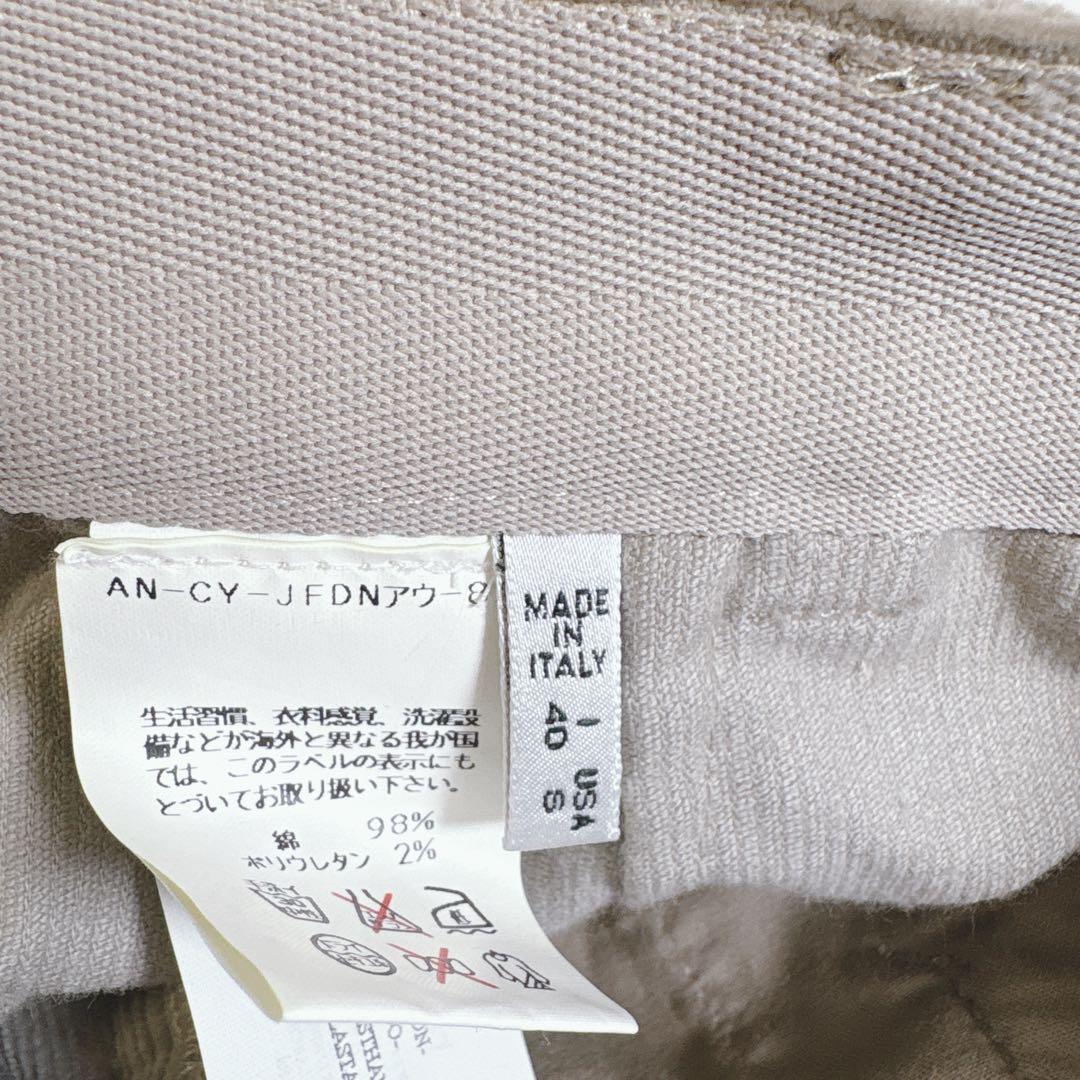 AN-CY-JFDNアウ-8
生活習慣、衣料感覚、洗濯設
備などが海外と異なる我が国
では、このラベルの表示にも
とづいてお取り扱い下さい。
綿 98%
ポリウレタン 2%
MADE
IN
ITALY
I USA
40 S